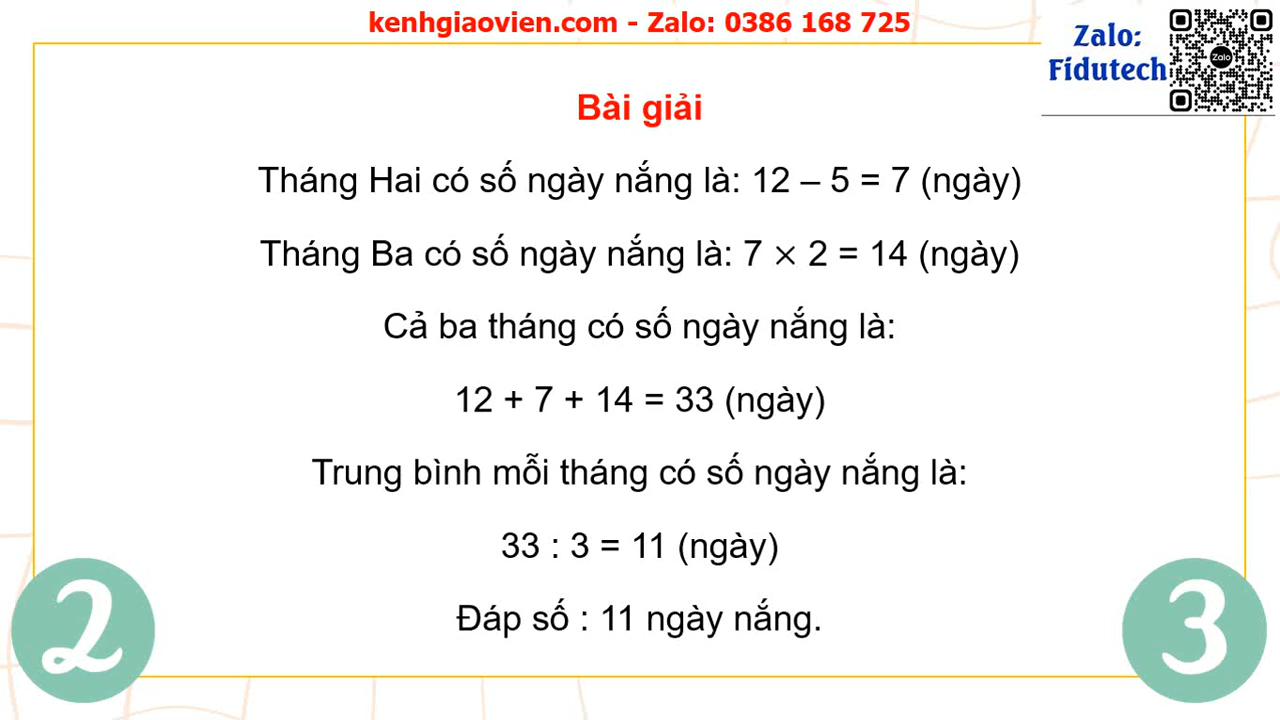 kenhgiaovien.com - Zalo: 0386 168 725
Zalo:
Fidutech
Zalo
Bài giải
Tháng Hai có số ngày nắng là: 12 – 5 = 7 (ngày)
Tháng Ba có số ngày nắng là: 7 × 2 = 14 (ngày)
Cả ba tháng có số ngày nắng là:
12 + 7 + 14 = 33 (ngày)
Trung bình mỗi tháng có số ngày nắng là:
33 : 3 = 11 (ngày)
Đáp số : 11 ngày nắng.
2
3